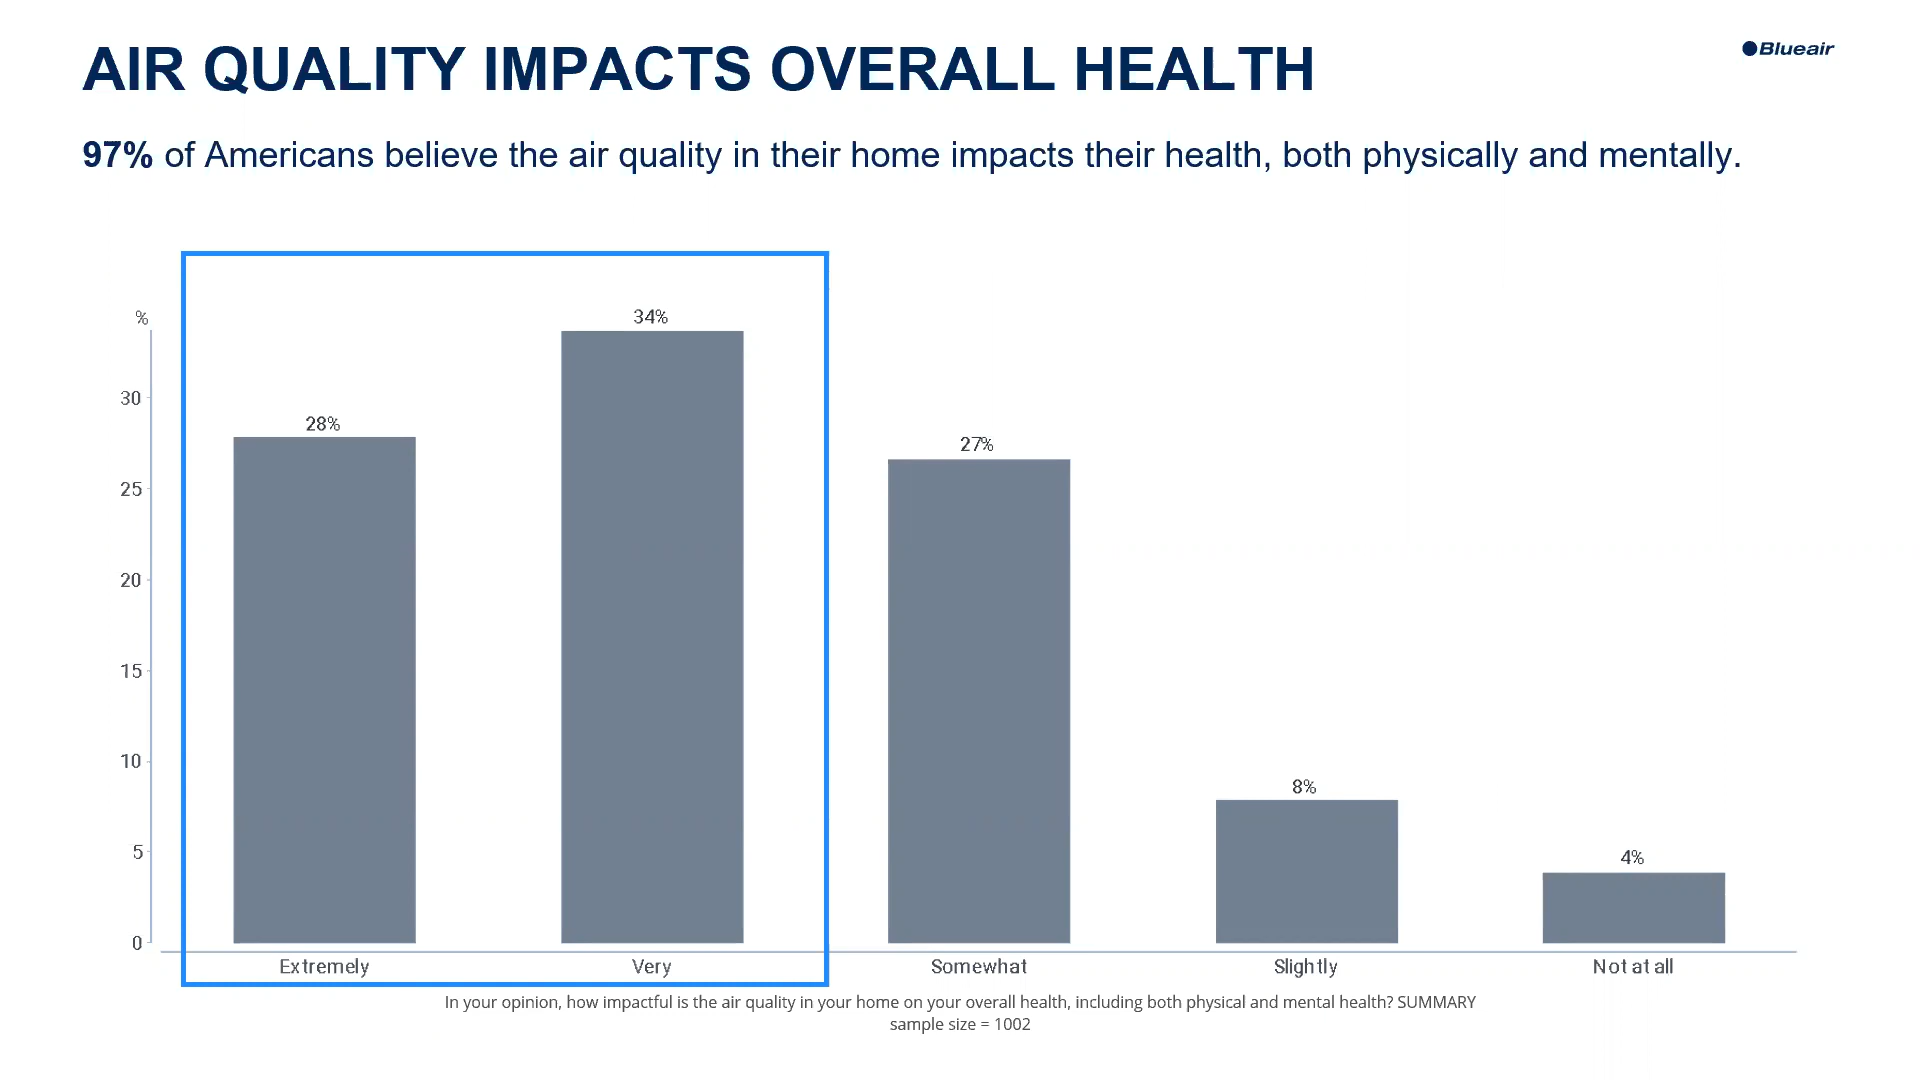 AIR QUALITY IMPACTS OVERALL HEALTH
Blueair
97% of Americans believe the air quality in their home impacts their health, both physically and mentally.
%
34%
30
28%
27%
25
20
15
10
8%
5
4%
0
Extremely Very Somewhat Slightly Not at all
In your opinion, how impactful is the air quality in your home on your overall health, including both physical and mental health? SUMMARY
sample size = 1002